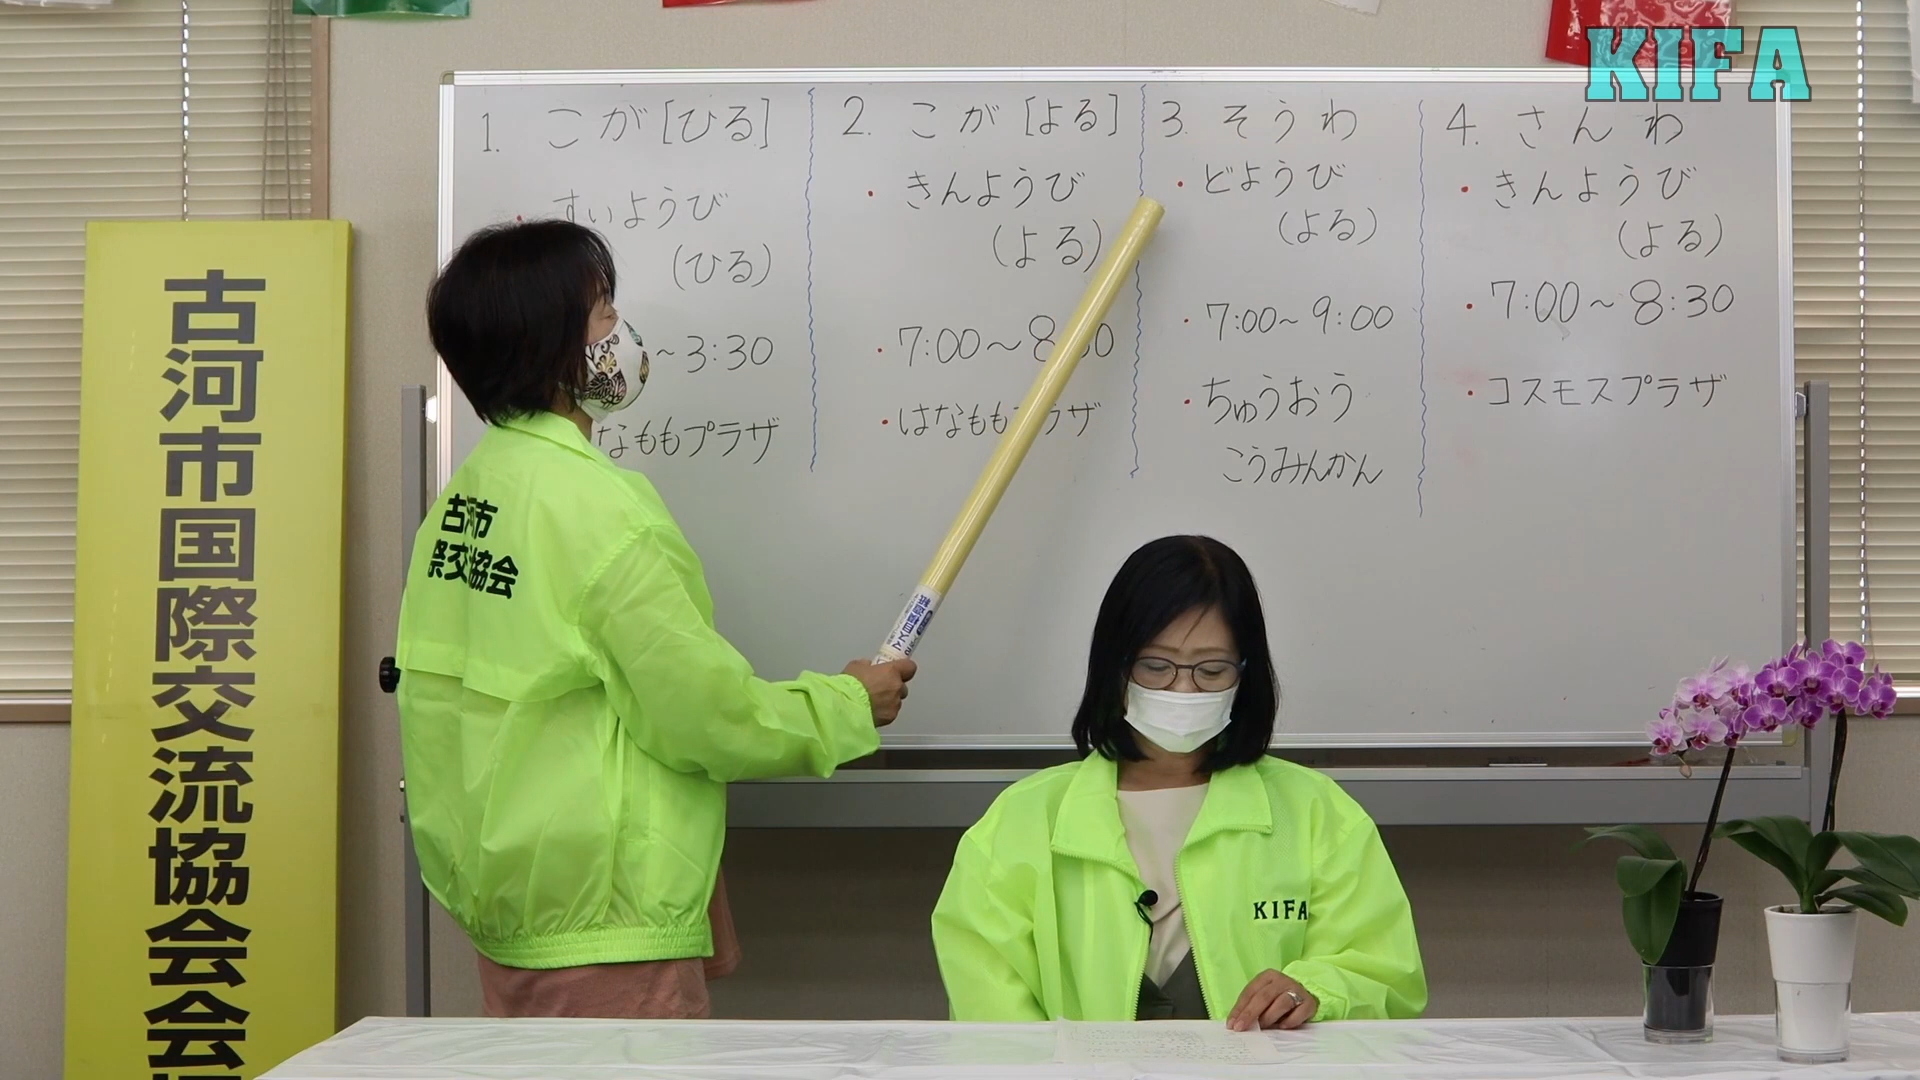 KIFA
1. こが[ひる]
・すいようび
(ひる)
~3:30
なももプラザ
2. こが[よる]
・きんようび
(よる)
・7:00~8:30
・はなももプラザ
3. そうわ
・どようび
(よる)
・7:00~9:00
・ちゅうおう
こうみんかん
4. さんわ
・きんようび
(よる)
・7:00~8:30
・コスモスプラザ
古河市国際交流協会会
古河市
際交流協会
KIFA